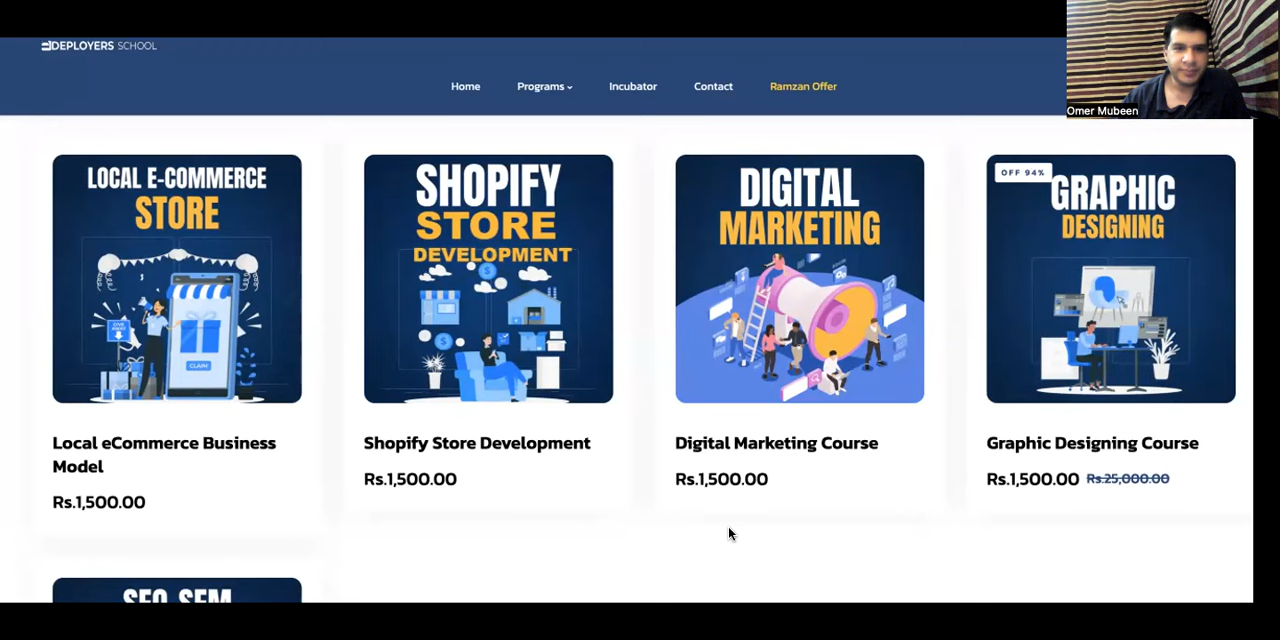 DEPLOYERS SCHOOL
Home
Programs
Incubator
Contact
Ramzan Offer
Omer Mubeen
LOCAL E-COMMERCE
STORE
GIVE
AWAY
CLAIM
SHOPIFY
STORE
DEVELOPMENT
DIGITAL
MARKETING
OFF 94%
GRAPHIC
DESIGNING
Local eCommerce Business
Model
Rs.1,500.00
Shopify Store Development
Rs.1,500.00
Digital Marketing Course
Rs.1,500.00
Graphic Designing Course
Rs.1,500.00 Rs.25,000.00
SEO SEM